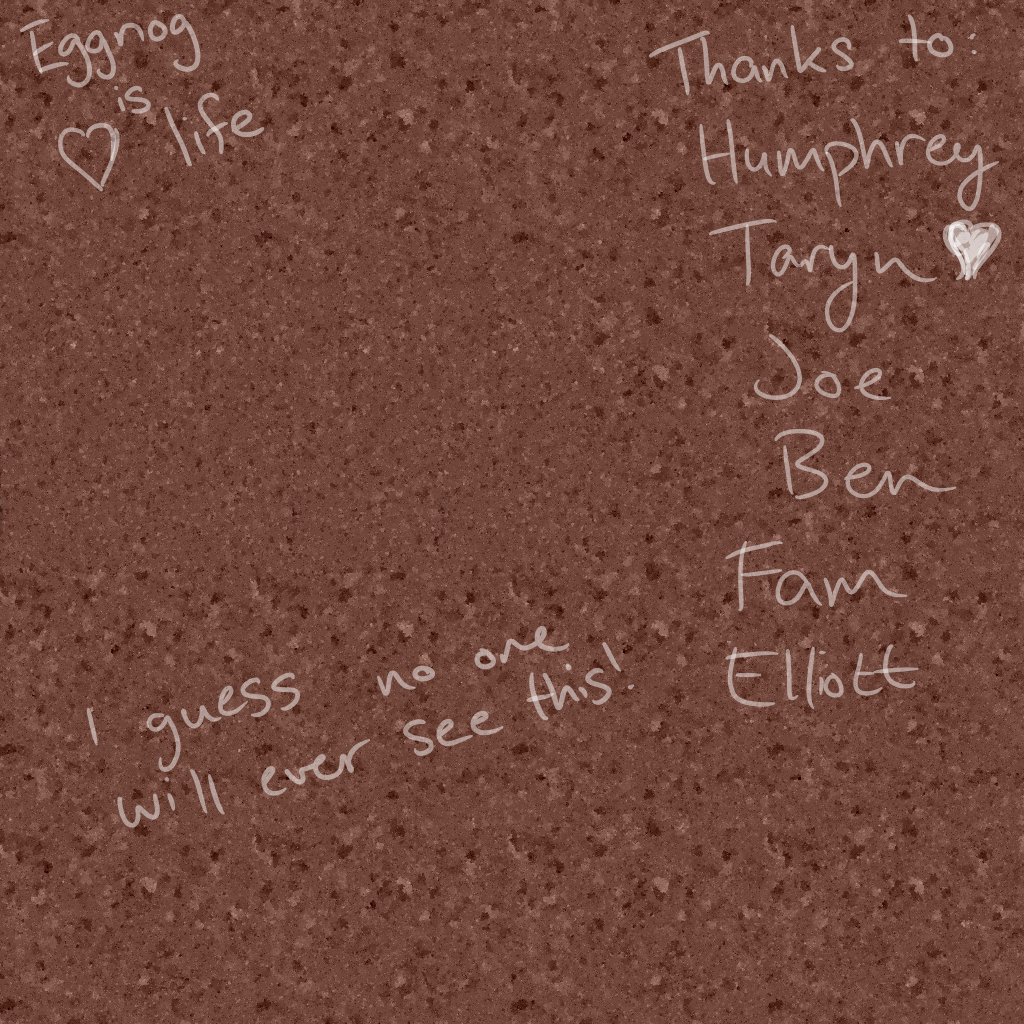 Eggnog
is
life
Thanks to:
Humphrey
Taryn
Joe
Ben
Fam
Elliott
I guess no one
will ever see this!